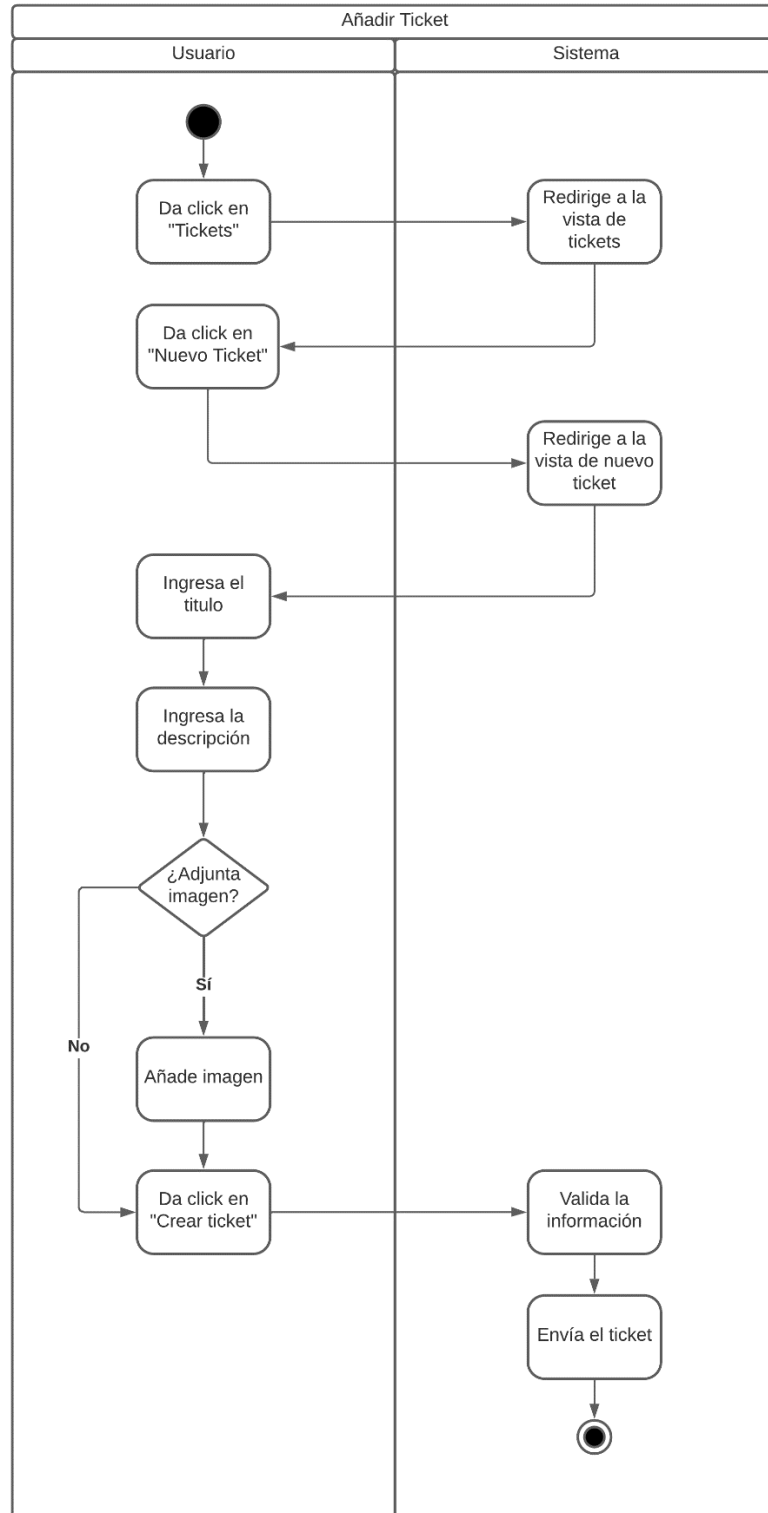 Añadir Ticket
Usuario
Sistema
Da click en
"Tickets"
Redirige a la
vista de
tickets
Da click en
"Nuevo Ticket"
Redirige a la
vista de nuevo
ticket
Ingresa el
titulo
Ingresa la
descripción
¿Adjunta
imagen?
Sí
No
Añade imagen
Da click en
"Crear ticket"
Valida la
información
Envía el ticket